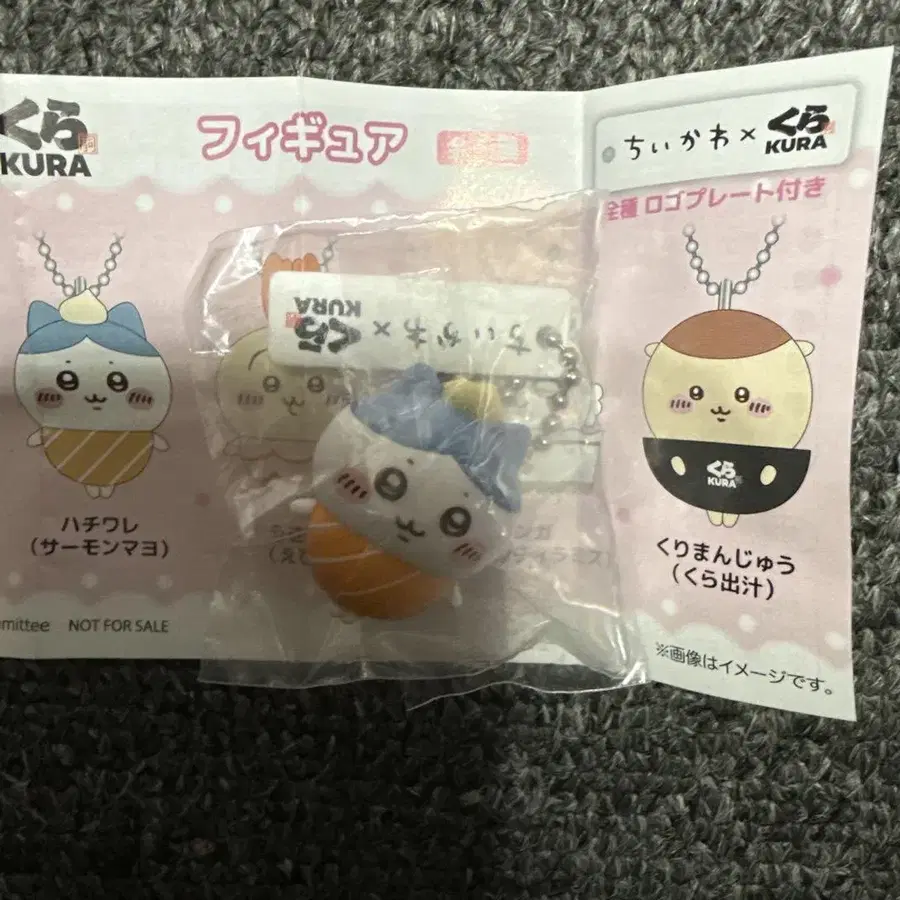 くら
KURA
フィギュア
ちいかわ×くら
KURA
全種 ロゴプレート付き
ちいかわ×くら
KURA
くら
KURA
ハチワレ
(サーモンマヨ)
くりまんじゅう
(くら出汁)
NOT FOR SALE
※画像はイメージです。